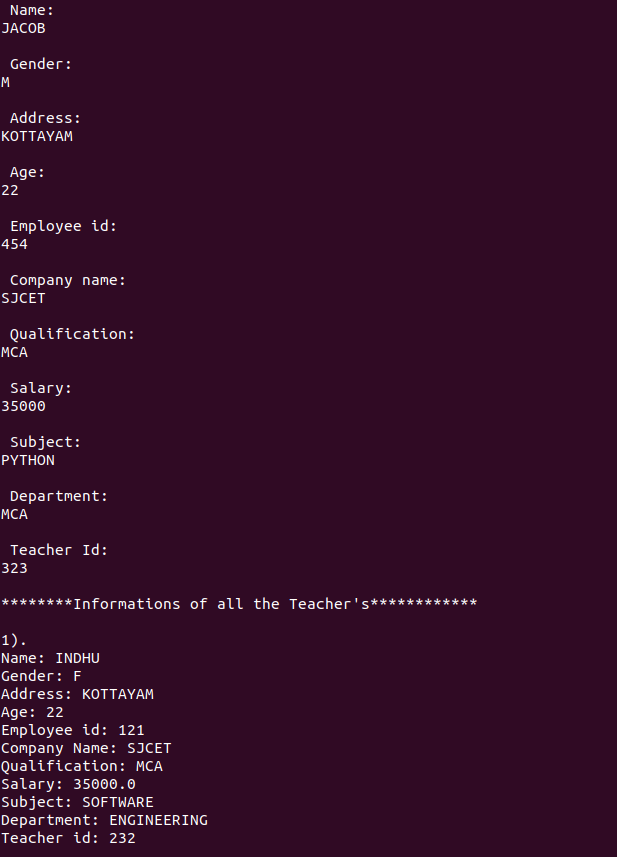 Name:
JACOB
Gender:
M
Address:
KOTTAYAM
Age:
22
Employee id:
454
Company name:
SJCET
Qualification:
MCA
Salary:
35000
Subject:
PYTHON
Department:
MCA
Teacher Id:
323
********Informations of all the Teacher's************
1).
Name: INDHU
Gender: F
Address: KOTTAYAM
Age: 22
Employee id: 121
Company Name: SJCET
Qualification: MCA
Salary: 35000.0
Subject: SOFTWARE
Department: ENGINEERING
Teacher id: 232